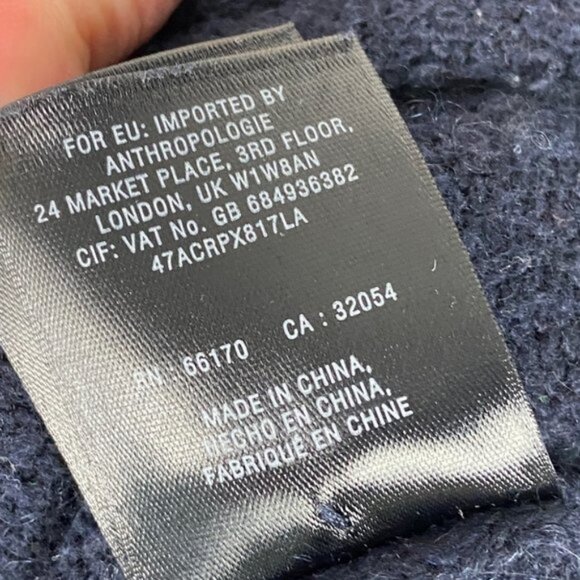 FOR EU: IMPORTED BY
ANTHROPOLOGIE
24 MARKET PLACE, 3RD FLOOR,
LONDON, UK W1W8AN
CIF: VAT No. GB 684936382
47ACRPX817LA
RN : 66170 CA : 32054
MADE IN CHINA,
HECHO EN CHINA,
FABRIQUÉ EN CHINE